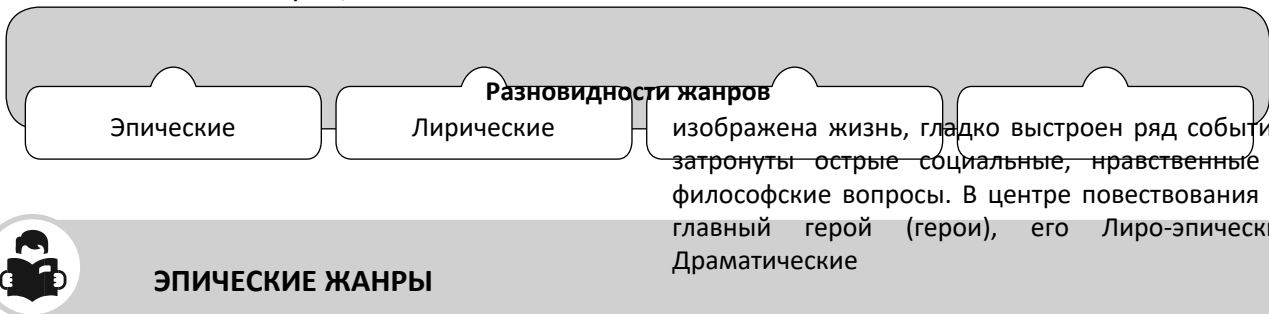 Разновидности жанров
Эпические
Лирические
изображена жизнь, гладко выстроен ряд событи
затронуты острые социальные, нравственные
философские вопросы. В центре повествования
главный герой (герои), его Лиро-эпическ
Драматические
ЭПИЧЕСКИЕ ЖАНРЫ